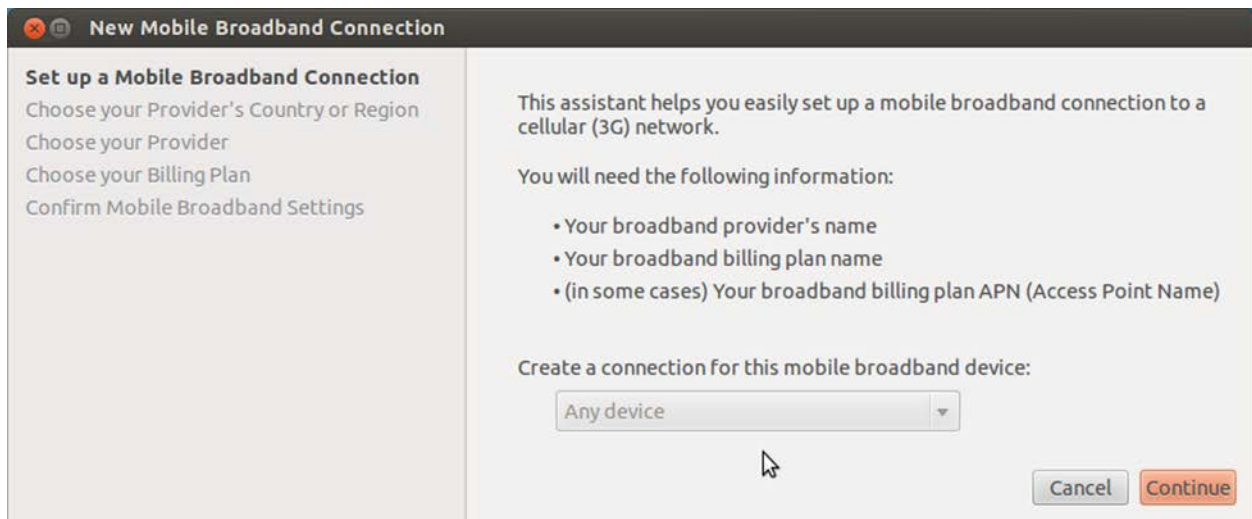 New Mobile Broadband Connection
Set up a Mobile Broadband Connection
Choose your Provider's Country or Region
Choose your Provider
Choose your Billing Plan
Confirm Mobile Broadband Settings
This assistant helps you easily set up a mobile broadband connection to a
cellular (3G) network.
You will need the following information:
• Your broadband provider's name
• Your broadband billing plan name
• (in some cases) Your broadband billing plan APN (Access Point Name)
Create a connection for this mobile broadband device:
Any device
Cancel Continue